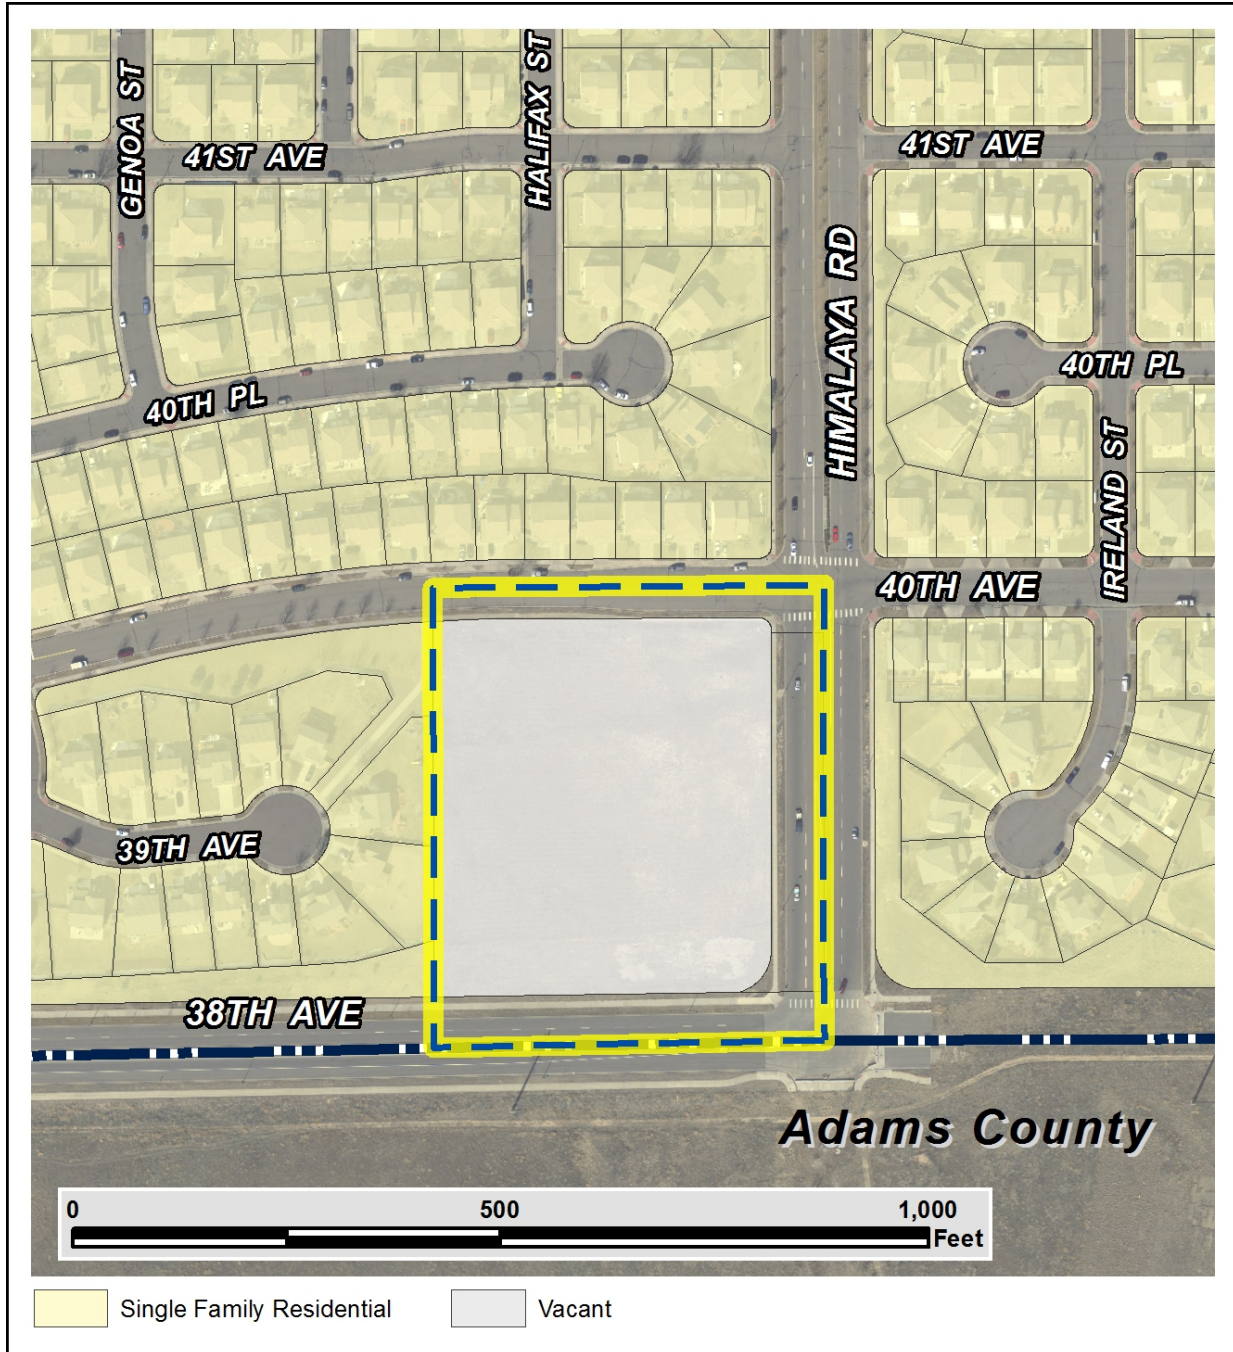 GENOA ST
HALIFAX ST
41ST AVE
41ST AVE
HIMALAYA RD
40TH PL
40TH PL
IRELAND ST
40TH AVE
39TH AVE
38TH AVE
Adams County
0 500 1,000
Feet
Single Family Residential Vacant